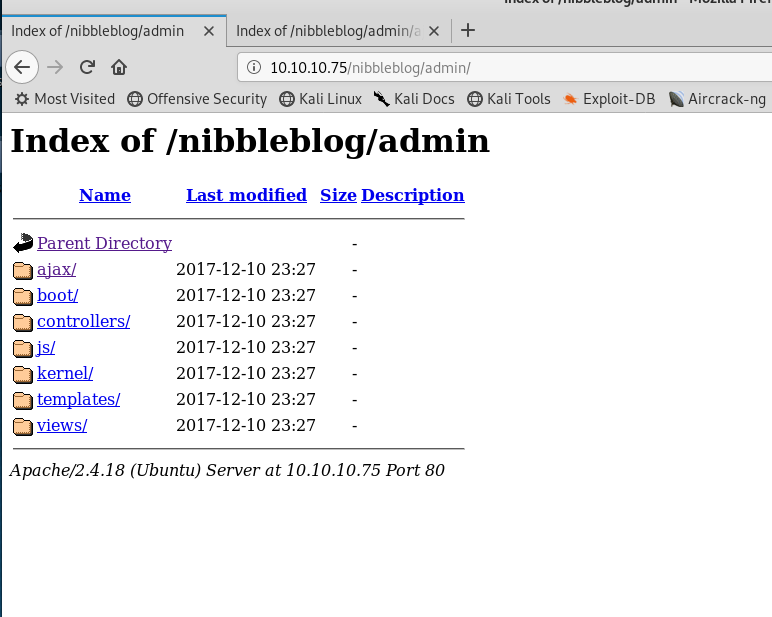 Index of /nibbleblog/admin - Mozilla Firef
Index of /nibbleblog/admin
Index of /nibbleblog/admin/a
10.10.10.75/nibbleblog/admin/
Most Visited Offensive Security Kali Linux Kali Docs Kali Tools Exploit-DB Aircrack-ng
Index of /nibbleblog/admin
Name Last modified Size Description
Parent Directory -
ajax/ 2017-12-10 23:27 -
boot/ 2017-12-10 23:27 -
controllers/ 2017-12-10 23:27 -
js/ 2017-12-10 23:27 -
kernel/ 2017-12-10 23:27 -
templates/ 2017-12-10 23:27 -
views/ 2017-12-10 23:27 -
Apache/2.4.18 (Ubuntu) Server at 10.10.10.75 Port 80